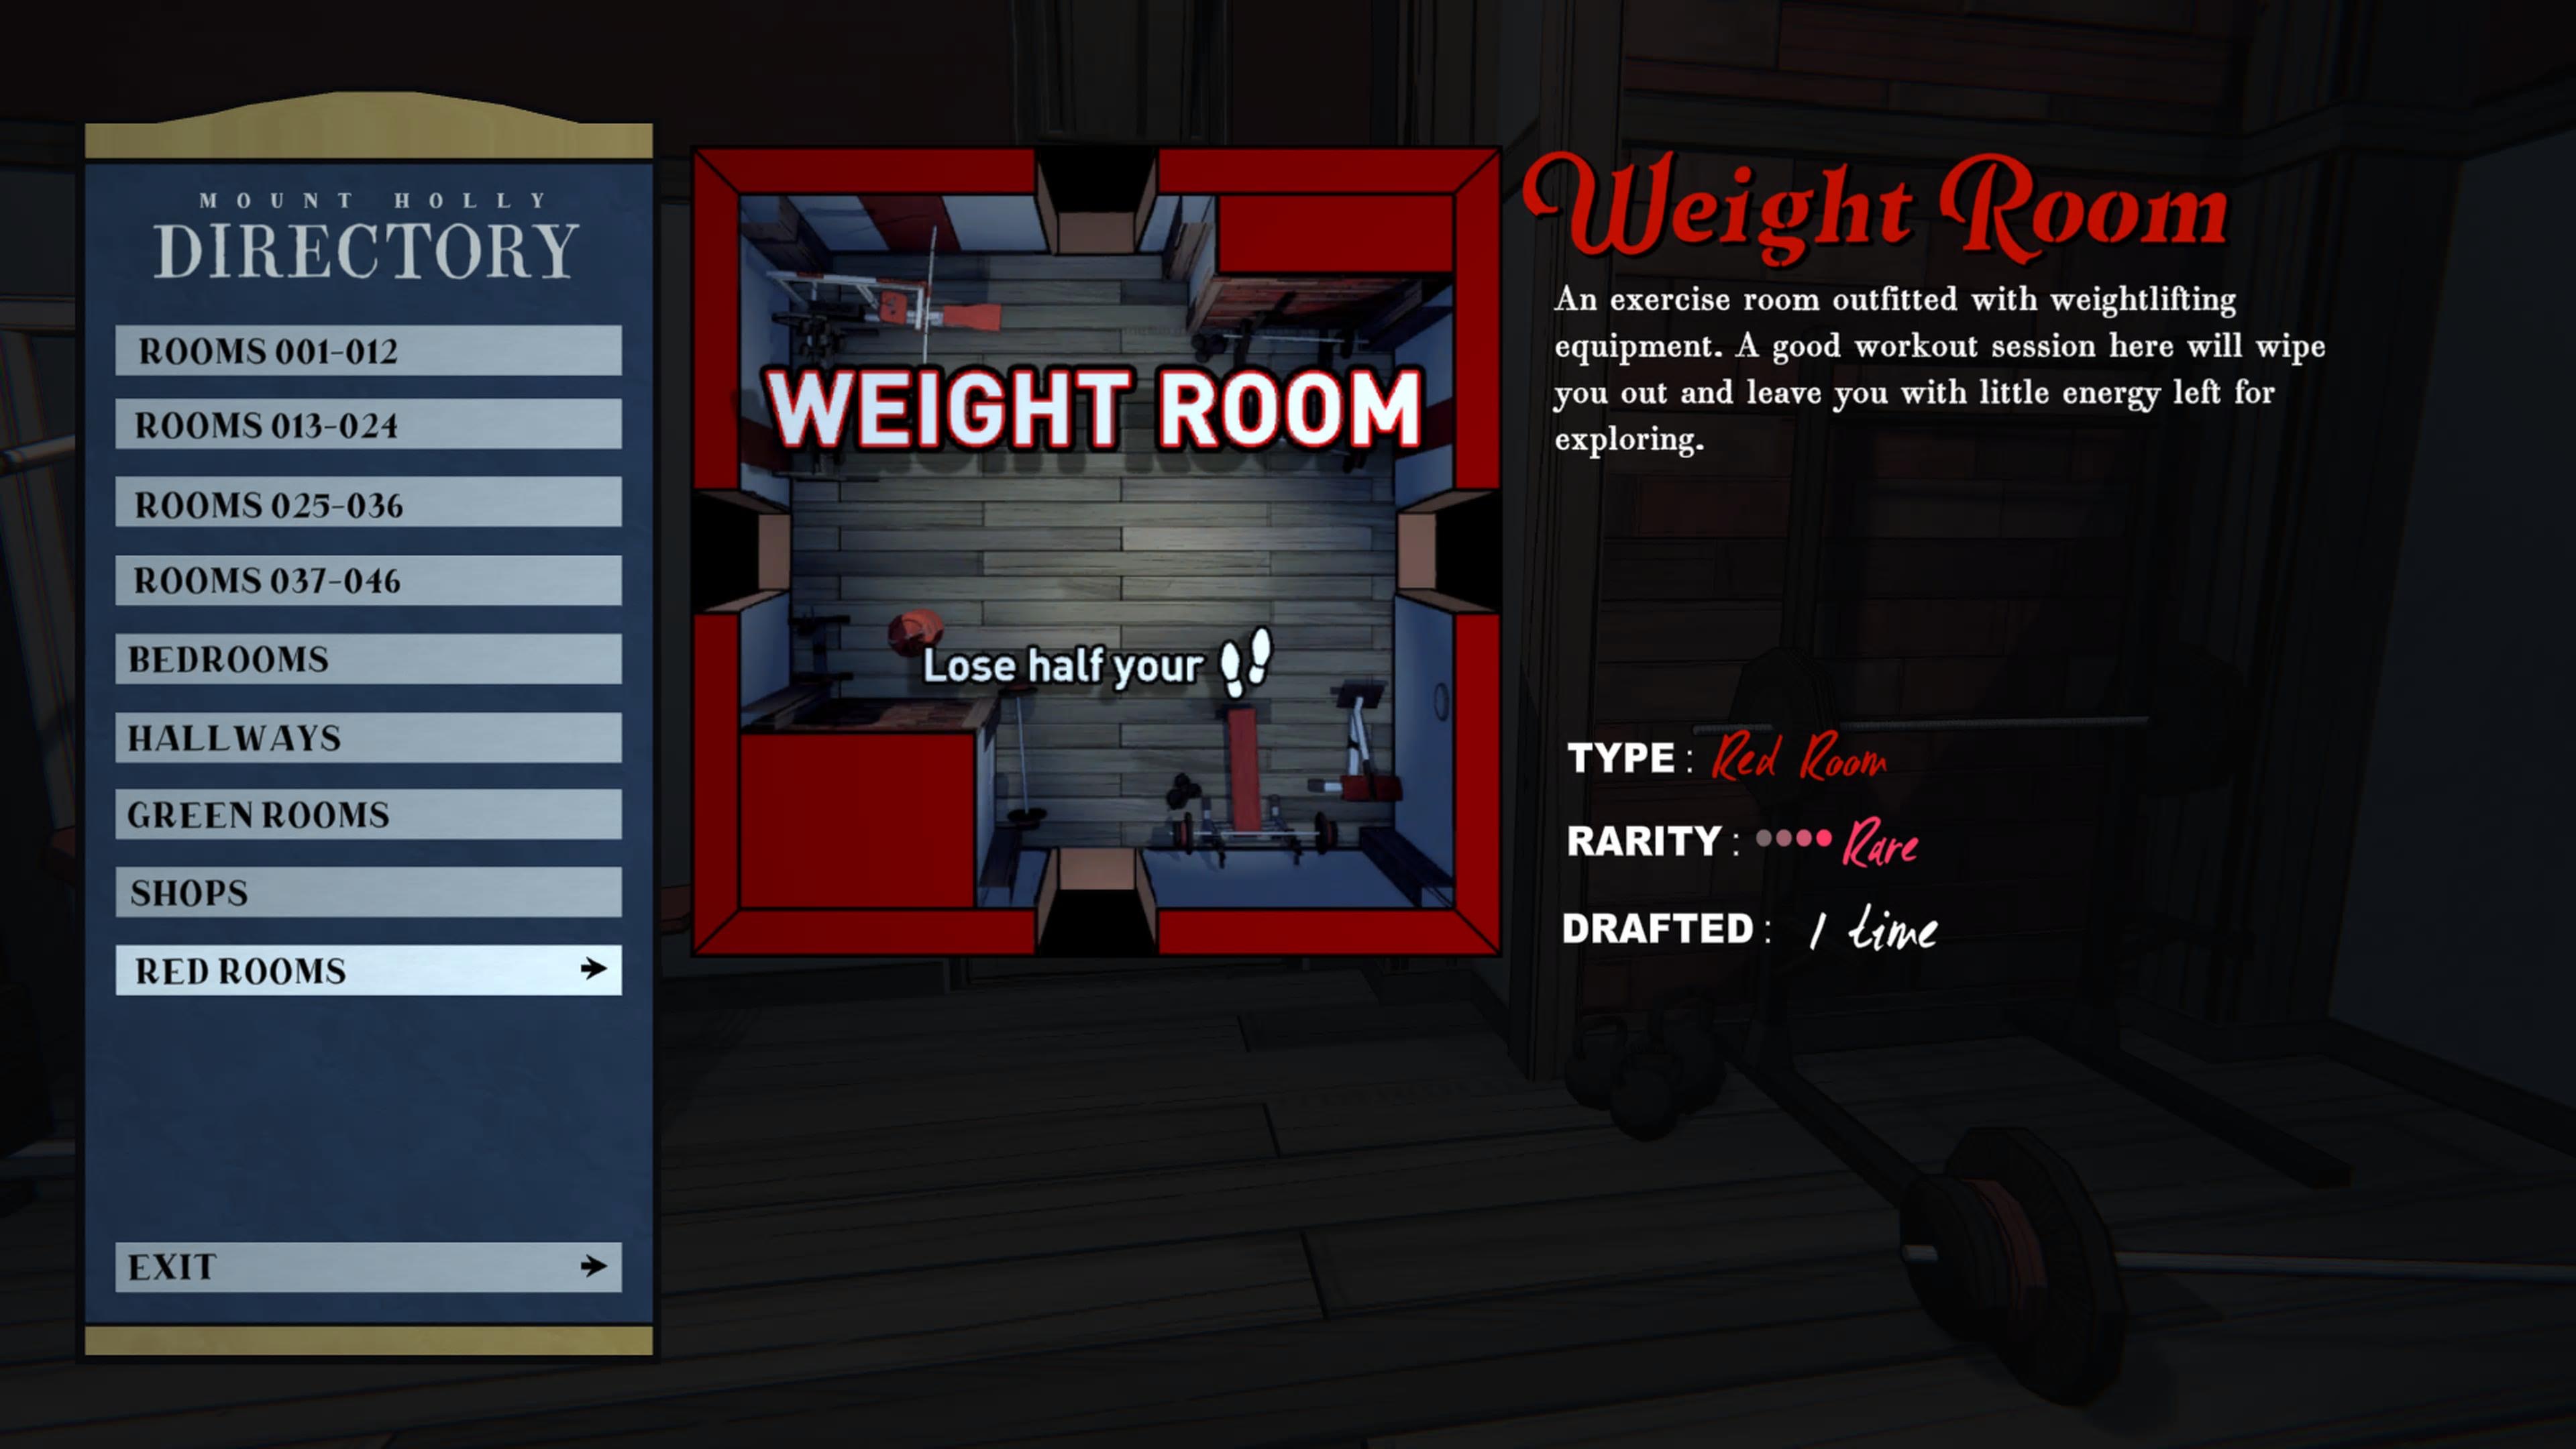 MOUNT HOLLY
DIRECTORY
ROOMS 001-012
ROOMS 013-024
ROOMS 025-036
ROOMS 037-046
BEDROOMS
HALLWAYS
GREEN ROOMS
SHOPS
RED ROOMS
EXIT
WEIGHT ROOM
Lose half your
Weight Room
An exercise room outfitted with weightlifting
equipment. A good workout session here will wipe
you out and leave you with little energy left for
exploring.
TYPE : Red Room
RARITY : Rare
DRAFTED : 1 time